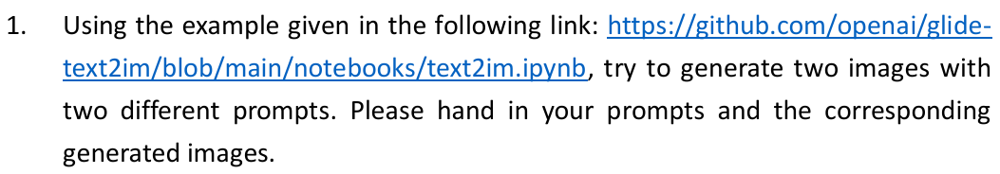 1. Using the example given in the following link: https://github.com/openai/glide-
text2im/blob/main/notebooks/text2im.ipynb, try to generate two images with
two different prompts. Please hand in your prompts and the corresponding
generated images.